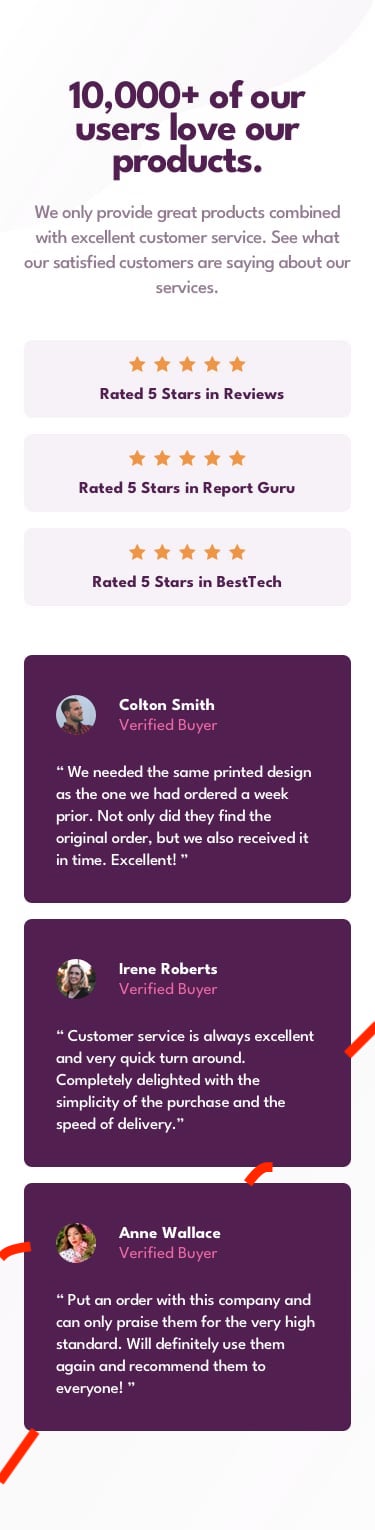 10,000+ of our
users love our
products.
We only provide great products combined
with excellent customer service. See what
our satisfied customers are saying about our
services.
Rated 5 Stars in Reviews
Rated 5 Stars in Report Guru
Rated 5 Stars in BestTech
Colton Smith
Verified Buyer
“ We needed the same printed design
as the one we had ordered a week
prior. Not only did they find the
original order, but we also received it
in time. Excellent! ”
Irene Roberts
Verified Buyer
“ Customer service is always excellent
and very quick turn around.
Completely delighted with the
simplicity of the purchase and the
speed of delivery.”
Anne Wallace
Verified Buyer
“ Put an order with this company and
can only praise them for the very high
standard. Will definitely use them
again and recommend them to
everyone! ”